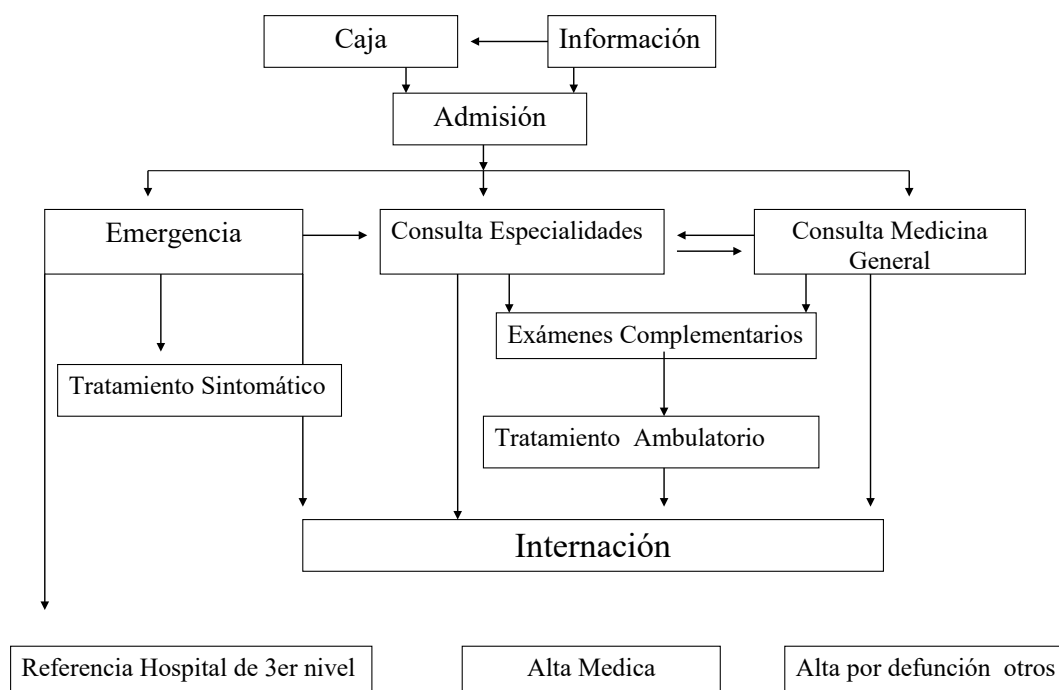 Caja
Información
Admisión
Emergencia
Consulta Especialidades
Consulta Medicina
General
Exámenes Complementarios
Tratamiento Sintomático
Tratamiento Ambulatorio
Internación
Referencia Hospital de 3er nivel
Alta Medica
Alta por defunción otros